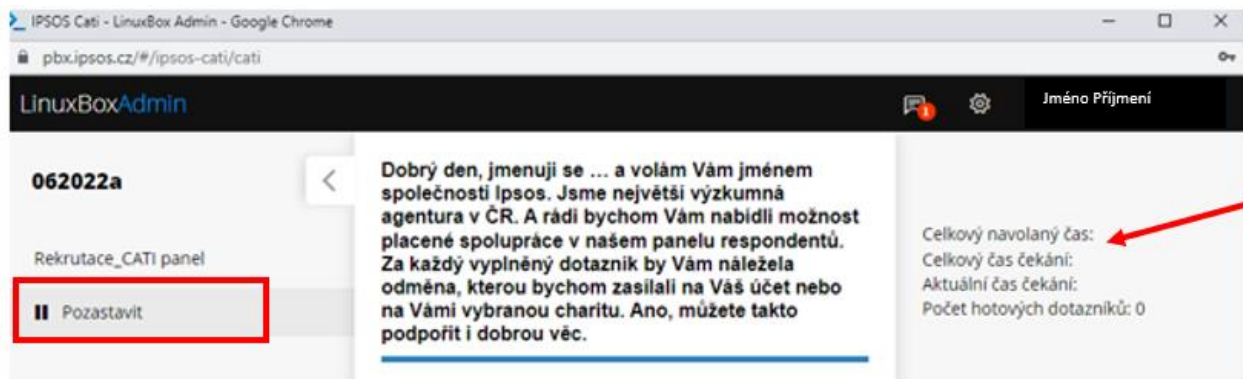 IPSOS Cati - LinuxBox Admin - Google Chrome
pbx.ipsos.cz/#/ipsos-cati/cati
LinuxBoxAdmin
1
Jméno Příjmení
062022a
Rekrutace_CATI panel
Pozastavit
Dobrý den, jmenuji se … a volám Vám jménem
společnosti Ipsos. Jsme největší výzkumná
agentura v ČR. A rádi bychom Vám nabídli možnost
placené spolupráce v našem panelu respondentů.
Za každý vyplněný dotazník by Vám náležela
odměna, kterou bychom zasílali na Váš účet nebo
na Vámi vybranou charitu. Ano, můžete takto
podpořit i dobrou věc.
Celkový navolaný čas:
Celkový čas čekání:
Aktuální čas čekání:
Počet hotových dotazníků: 0